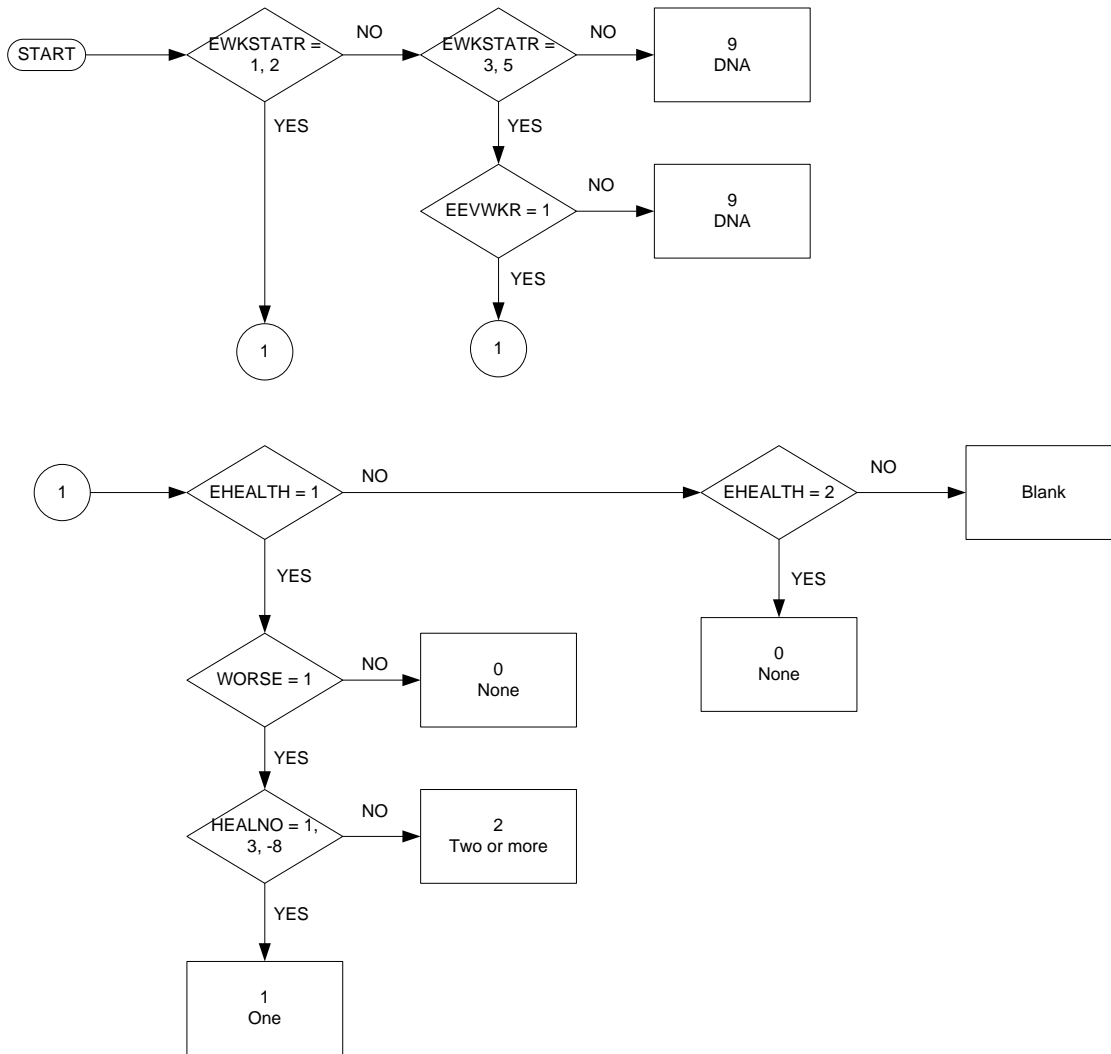 START
EWKSTATR =
1, 2
NO
EWKSTATR =
3, 5
NO
9
DNA
YES
YES
EEVWKR = 1
NO
9
DNA
YES
1
1
1
EHEALTH = 1
NO
EHEALTH = 2
NO
Blank
YES
YES
WORSE = 1
NO
0
None
0
None
YES
HEALNO = 1,
3, -8
NO
2
Two or more
YES
1
One